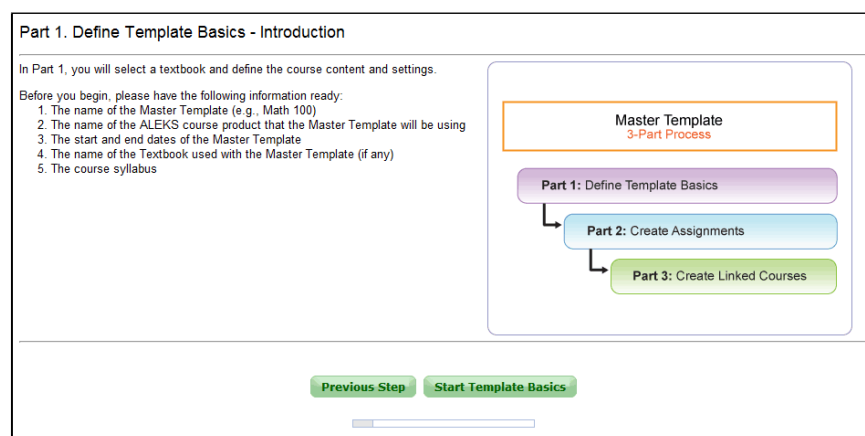 Part 1. Define Template Basics - Introduction
In Part 1, you will select a textbook and define the course content and settings.
Before you begin, please have the following information ready:
1. The name of the Master Template (e.g., Math 100)
2. The name of the ALEKS course product that the Master Template will be using
3. The start and end dates of the Master Template
4. The name of the Textbook used with the Master Template (if any)
5. The course syllabus
Master Template
3-Part Process
Part 1: Define Template Basics
Part 2: Create Assignments
Part 3: Create Linked Courses
Previous Step
Start Template Basics